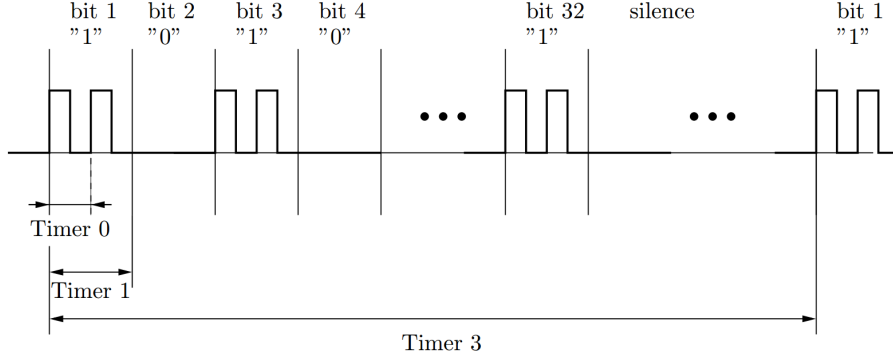 bit 1 bit 2 bit 3 bit 4 bit 32 silence bit 1
"1" "0" "1" "0" "1" "1"
Timer 0
Timer 1
Timer 3